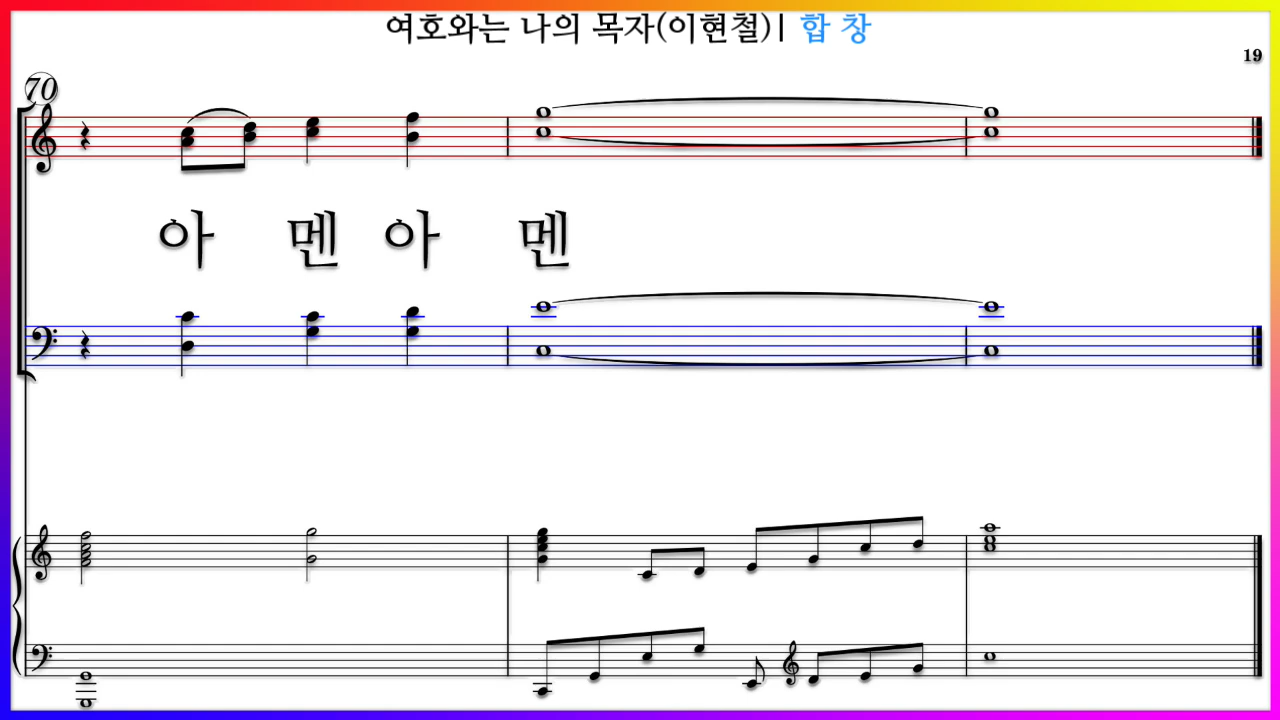 여호와는 나의 목자(이현철)| 합 창
19
70
아 멘 아 멘